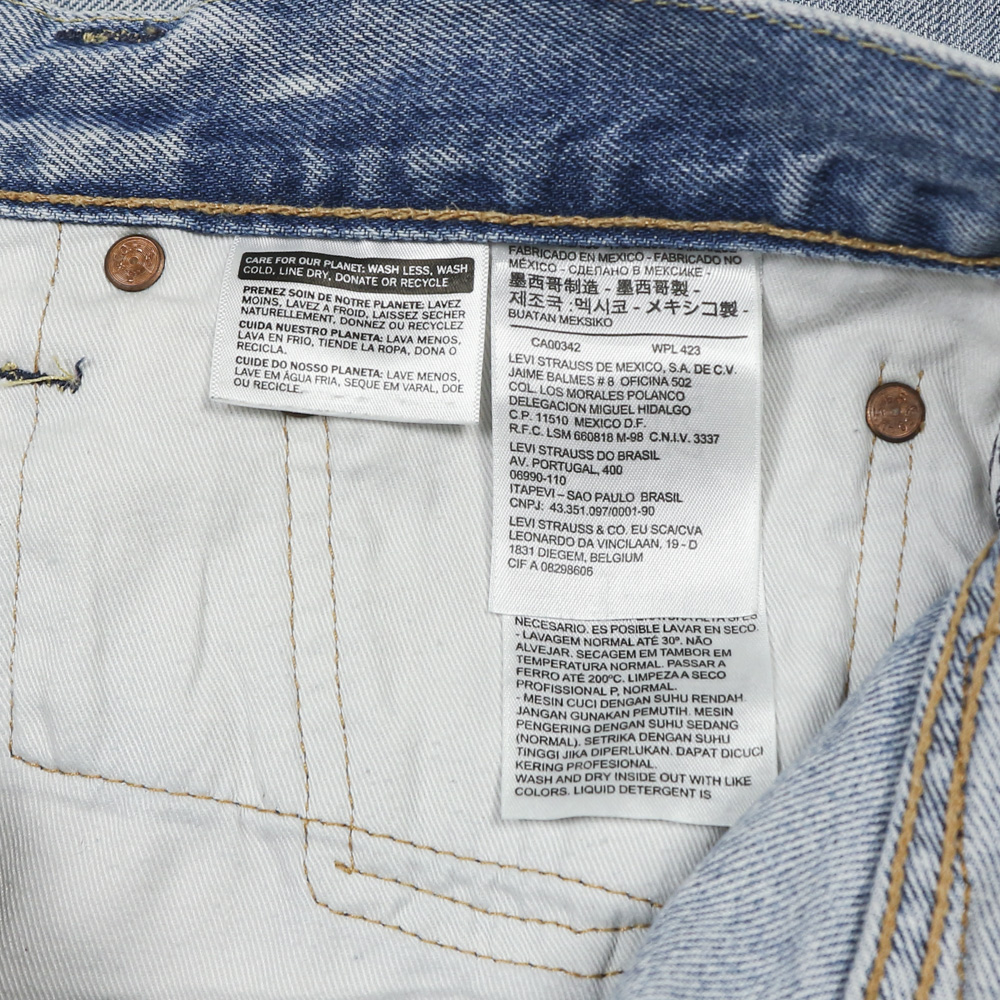 CARE FOR OUR PLANET: WASH LESS, WASH
COLD, LINE DRY, DONATE OR RECYCLE
PRENEZ SOIN DE NOTRE PLANETE: LAVEZ
MOINS, LAVEZ A FROID, LAISSEZ SECHER
NATURELLEMENT, DONNEZ OU RECYCLEZ
CUIDA NUESTRO PLANETA: LAVA MENOS,
LAVA EN FRIO, TIENDE LA ROPA, DONA O
RECICLA.
CUIDE DO NOSSO PLANETA: LAVE MENOS,
LAVE EM ÁGUA FRIA, SEQUE EM VARAL, DOE
OU RECICLE.
FABRICADO EN MEXICO - FABRICADO NO
MÉXICO - СДЕЛАНО В МЕКСИКЕ -
墨西哥制造 - 墨西哥製 -
제조국 :멕시코 - メキシコ製 -
BUATAN MEKSIKO
CA00342 WPL 423
LEVI STRAUSS DE MEXICO, S.A. DE C.V.
JAIME BALMES # 8 OFICINA 502
COL. LOS MORALES POLANCO
DELEGACION MIGUEL HIDALGO
C.P. 11510 MEXICO D.F.
R.F.C. LSM 660818 M-98 C.N.I.V. 3337
LEVI STRAUSS DO BRASIL
AV. PORTUGAL, 400
06990-110
ITAPEVI – SAO PAULO BRASIL
CNPJ: 43.351.097/0001-90
LEVI STRAUSS & CO. EU SCA/CVA
LEONARDO DA VINCILAAN, 19 - D
1831 DIEGEM, BELGIUM
CIF A 08298606
NECESARIO. ES POSIBLE LAVAR EN SECO.
- LAVAGEM NORMAL ATÉ 30º. NÃO
ALVEJAR. SECAGEM EM TAMBOR EM
TEMPERATURA NORMAL. PASSAR A
FERRO ATÉ 200ºC. LIMPEZA A SECO
PROFISSIONAL P, NORMAL.
- MESIN CUCI DENGAN SUHU RENDAH.
JANGAN GUNAKAN PEMUTIH. MESIN
PENGERING DENGAN SUHU SEDANG
(NORMAL). SETRIKA DENGAN SUHU
TINGGI JIKA DIPERLUKAN. DAPAT DICUCI
KERING PROFESIONAL.
WASH AND DRY INSIDE OUT WITH LIKE
COLORS. LIQUID DETERGENT IS